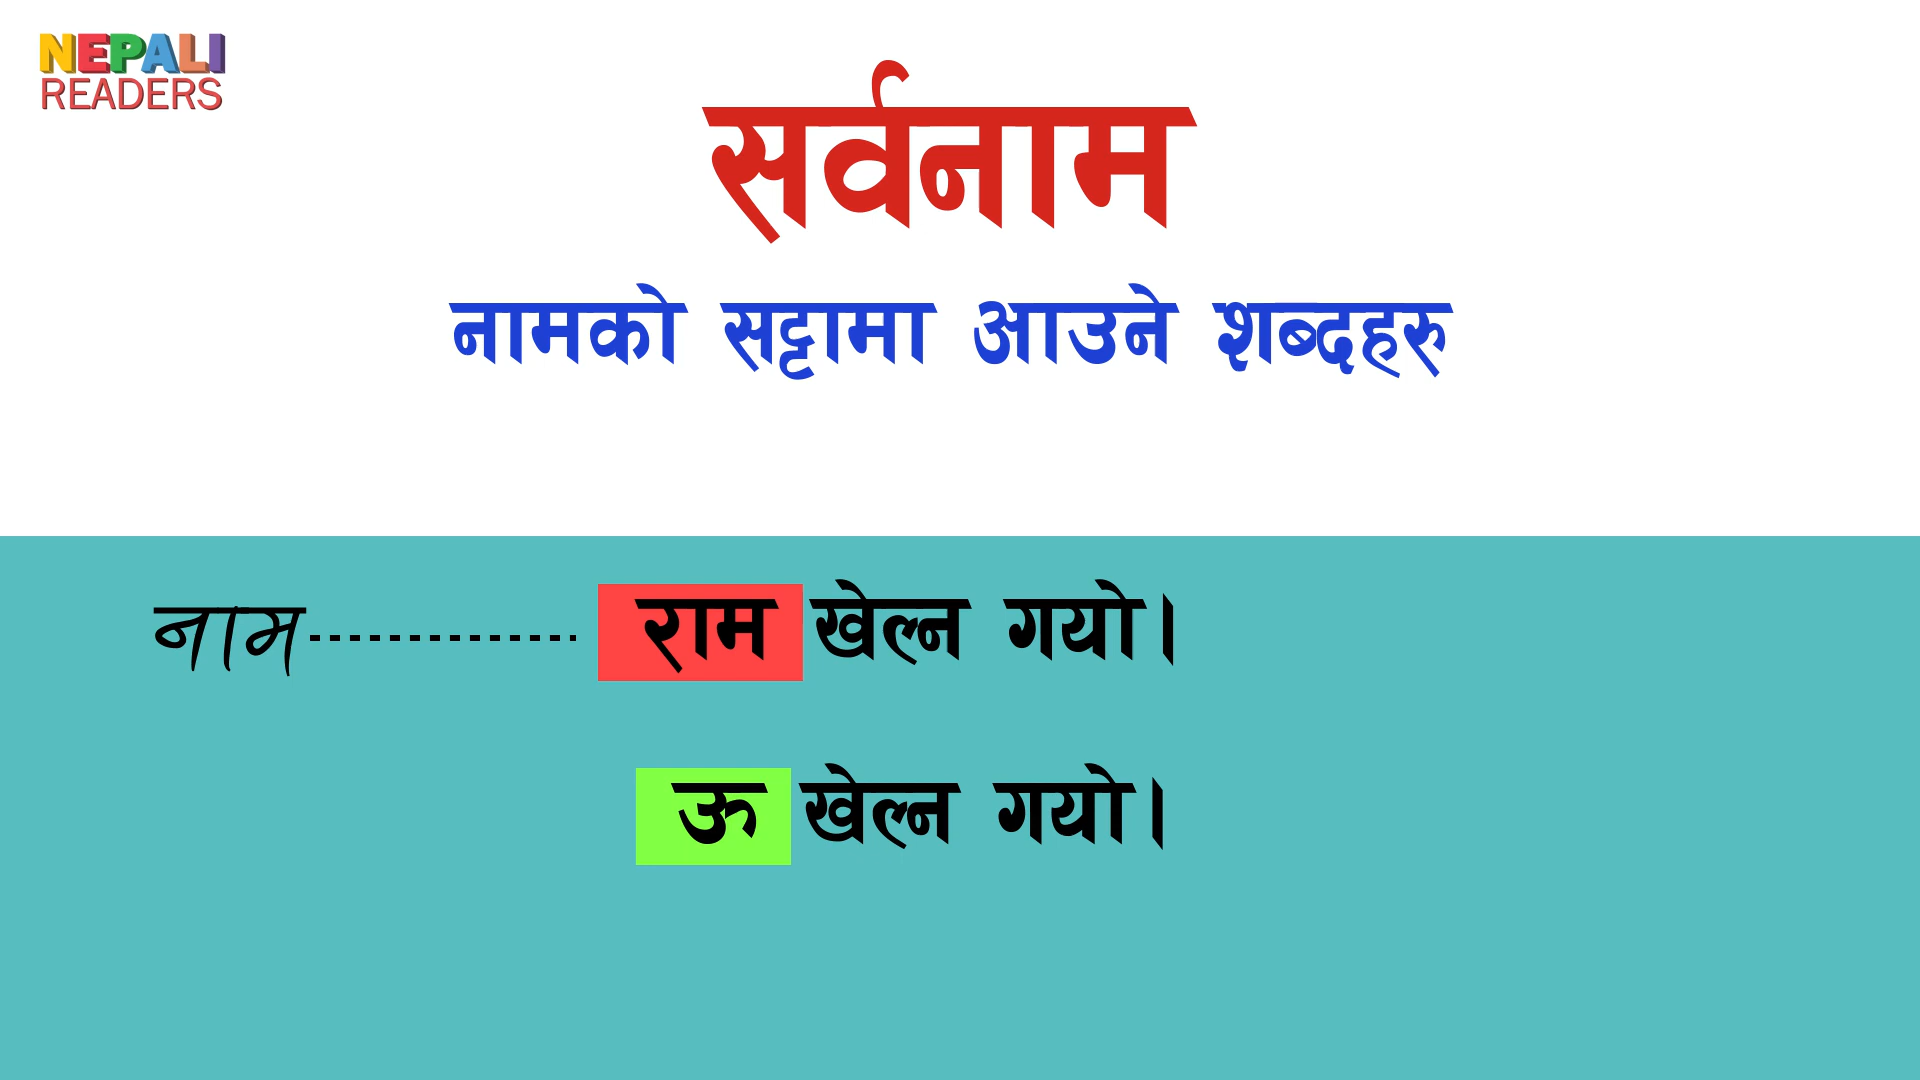 NEPALI
READERS
सर्वनाम
नामको सट्टामा आउने शब्दहरु
नाम-------------- राम खेल्न गयो।
ऊ खेल्न गयो।